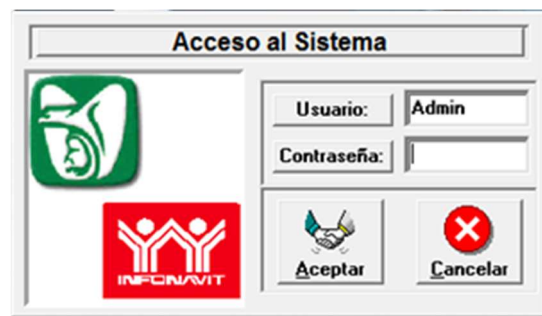 Acceso al Sistema
Usuario: Admin
Contraseña:
INFONAVIT
Aceptar Cancelar